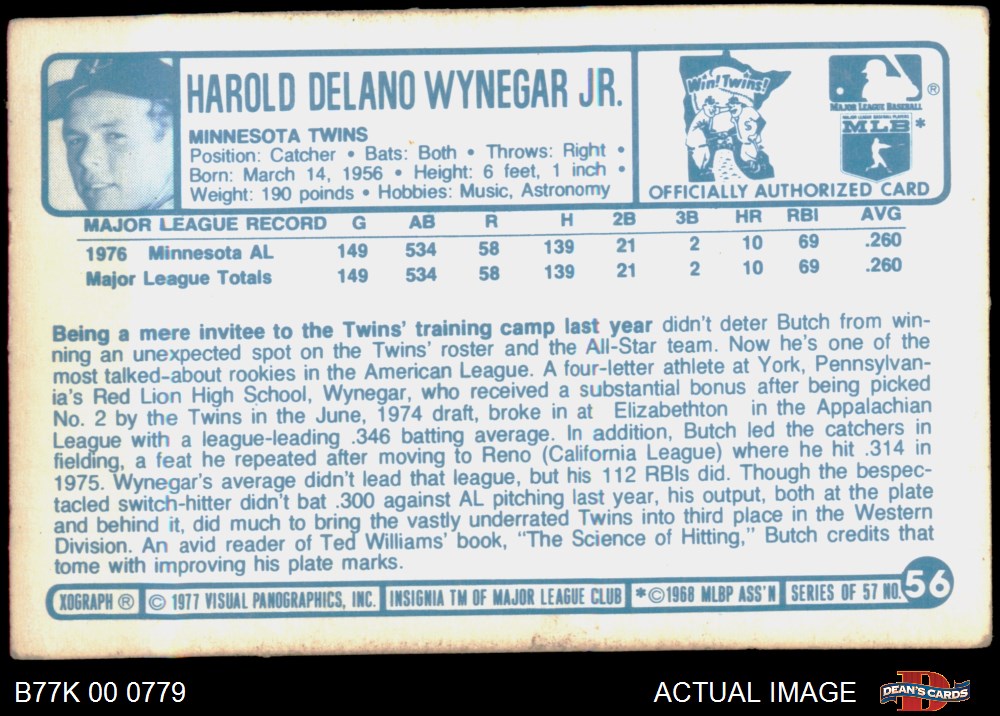 HAROLD DELANO WYNEGAR JR.
MINNESOTA TWINS
Position: Catcher • Bats: Both • Throws: Right •
Born: March 14, 1956 • Height: 6 feet, 1 inch •
Weight: 190 poinds • Hobbies: Music, Astronomy
Win! Twins!
®
MAJOR LEAGUE BASEBALL
MAJOR LEAGUE BASEBALL PLAYERS
MLB *
OFFICIALLY AUTHORIZED CARD
MAJOR LEAGUE RECORD G AB R H 2B 3B HR RBI AVG
1976 Minnesota AL 149 534 58 139 21 2 10 69 .260
Major League Totals 149 534 58 139 21 2 10 69 .260
Being a mere invitee to the Twins' training camp last year didn't deter Butch from win-
ning an unexpected spot on the Twins' roster and the All-Star team. Now he's one of the
most talked-about rookies in the American League. A four-letter athlete at York, Pennsylvan-
ia's Red Lion High School, Wynegar, who received a substantial bonus after being picked
No. 2 by the Twins in the June, 1974 draft, broke in at Elizabethton in the Appalachian
League with a league-leading .346 batting average. In addition, Butch led the catchers in
fielding, a feat he repeated after moving to Reno (California League) where he hit .314 in
1975. Wynegar's average didn't lead that league, but his 112 RBIs did. Though the bespec-
tacled switch-hitter didn't bat .300 against AL pitching last year, his output, both at the plate
and behind it, did much to bring the vastly underrated Twins into third place in the Western
Division. An avid reader of Ted Williams' book, "The Science of Hitting," Butch credits that
tome with improving his plate marks.
XOGRAPH ® © 1977 VISUAL PANOGRAPHICS, INC. INSIGNIA TM OF MAJOR LEAGUE CLUB *©1968 MLBP ASS'N SERIES OF 57 NO. 56
B77K 00 0779 ACTUAL IMAGE DEAN'S CARDS